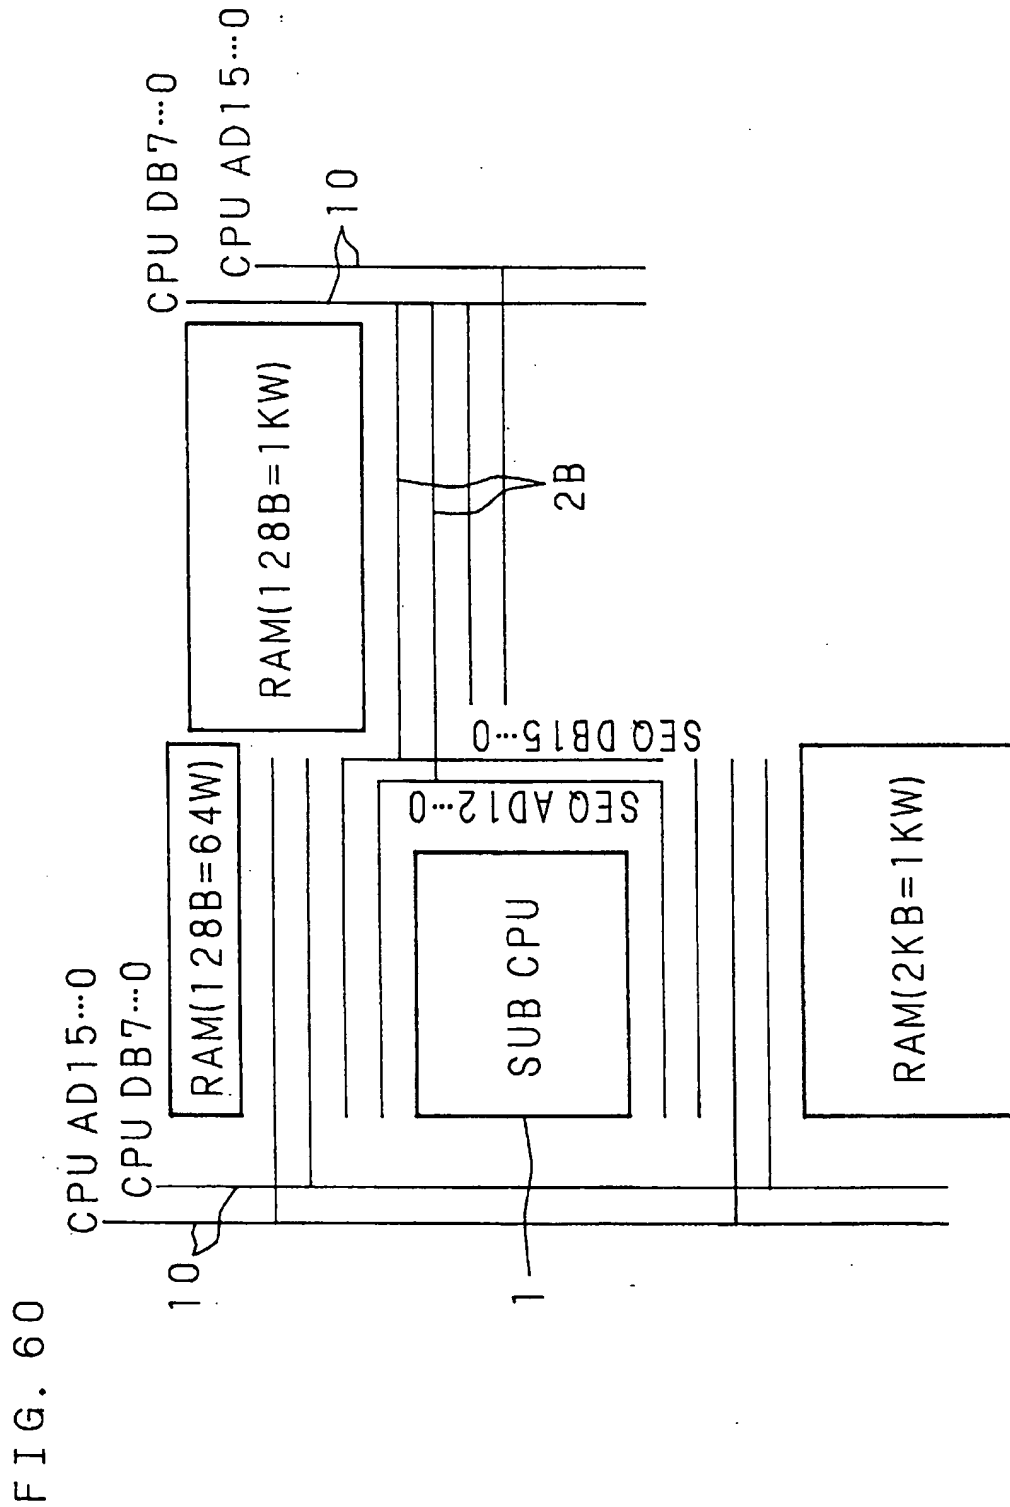 FIG. 60
10
CPU AD15…0
CPU DB7…0
RAM(128B=64W)
RAM(128B=1KW)
CPU DB7…0
CPU AD15…0
10
1
SUB CPU
SEQ AD12…0
SEQ DB15…0
2B
RAM(2KB=1KW)